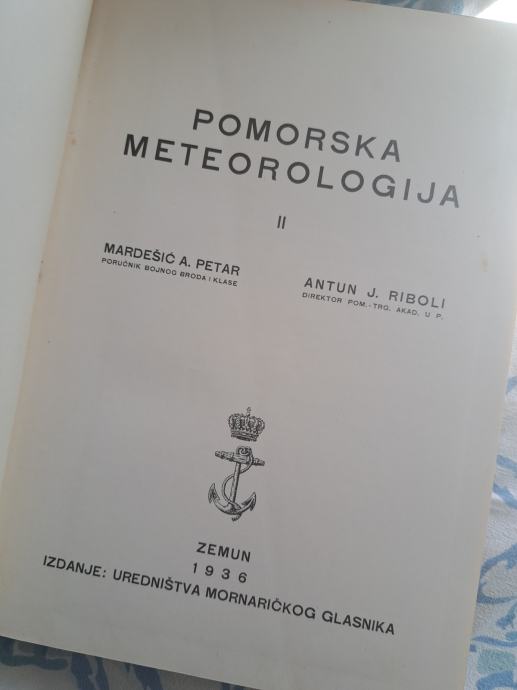 POMORSKA
METEOROLOGIJA
II
MARDEŠIĆ A. PETAR
PORUČNIK BOJNOG BRODA I KLASE
ANTUN J. RIBOLI
DIREKTOR POM.-TRG. AKAD. U P.
ZEMUN
1936
IZDANJE: UREDNIŠTVA MORNARIČKOG GLASNIKA